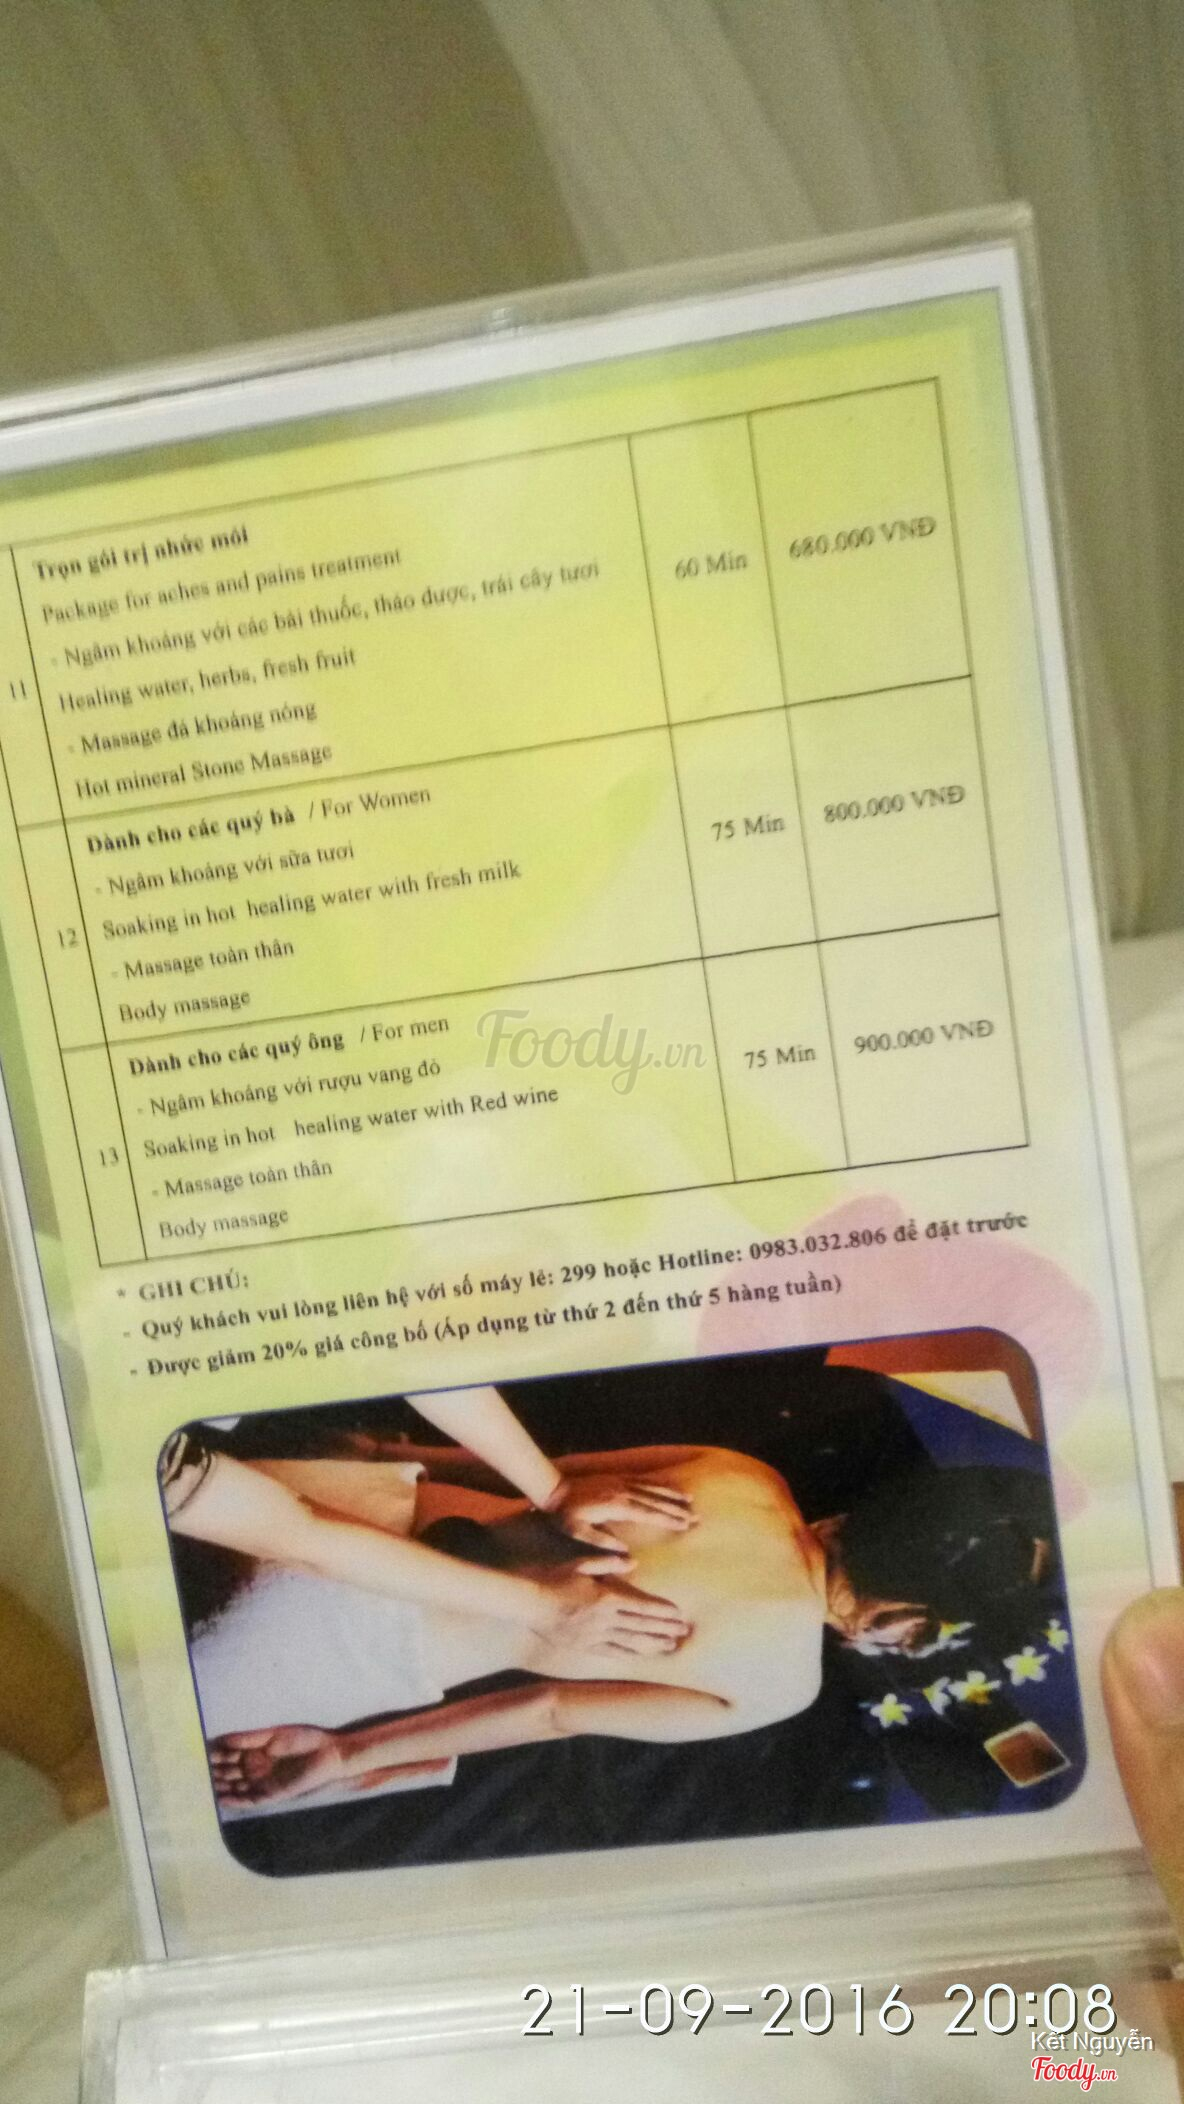 11
Trọn gói trị nhức mỏi
Package for aches and pains treatment
- Ngâm khoáng với các bài thuốc, thảo dược, trái cây tươi
Healing water, herbs, fresh fruit
- Massage đá khoáng nóng
Hot mineral Stone Massage
60 Min
680.000 VNĐ
12
Dành cho các quý bà / For Women
- Ngâm khoáng với sữa tươi
Soaking in hot healing water with fresh milk
- Massage toàn thân
Body massage
75 Min
800.000 VNĐ
13
Dành cho các quý ông / For men
- Ngâm khoáng với rượu vang đỏ
Soaking in hot healing water with Red wine
- Massage toàn thân
Body massage
75 Min
900.000 VNĐ
Foody.vn
* GHI CHÚ:
- Quý khách vui lòng liên hệ với số máy lẻ: 299 hoặc Hotline: 0983.032.806 để đặt trước
- Được giảm 20% giá công bố (Áp dụng từ thứ 2 đến thứ 5 hàng tuần)
21-09-2016 20:08
Kết Nguyễn
Foody.vn